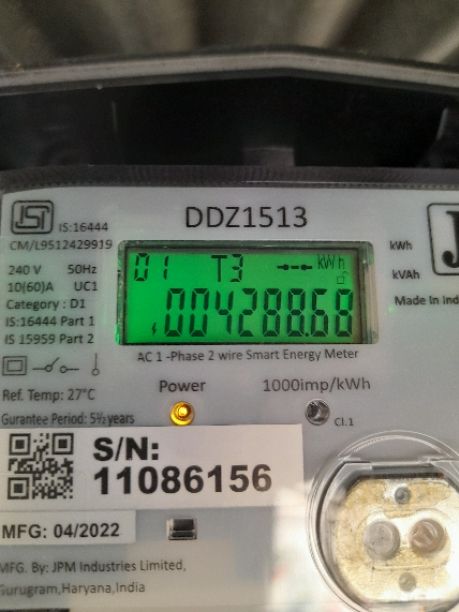 DDZ1513
IS:16444
CM/L9512429919
240 V 50Hz
10(60)A UC1
Category : D1
IS:16444 Part 1
IS 15959 Part 2
01 T3 kWh
004288.68
kWh
kVAh
Made In Ind
AC 1 -Phase 2 wire Smart Energy Meter
Ref. Temp: 27°C
Power 1000imp/kWh
Gurantee Period: 5½ years
Cl.1
S/N:
11086156
MFG: 04/2022
MFG. By: JPM Industries Limited,
Gurugram,Haryana,India